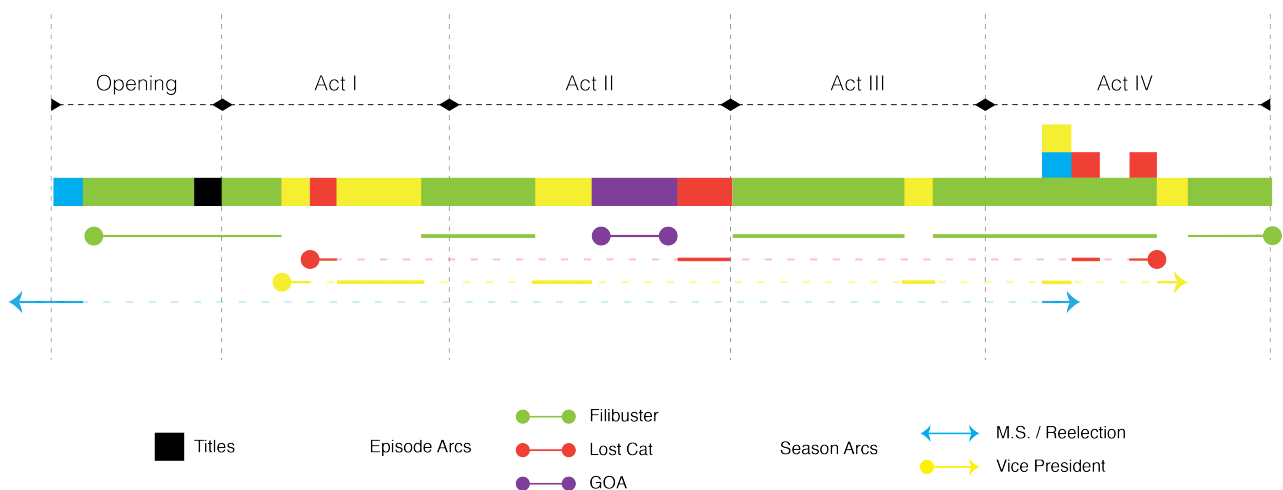 Opening
Act I
Act II
Act III
Act IV
Titles
Episode Arcs
Filibuster
Lost Cat
GOA
Season Arcs
M.S. / Reelection
Vice President